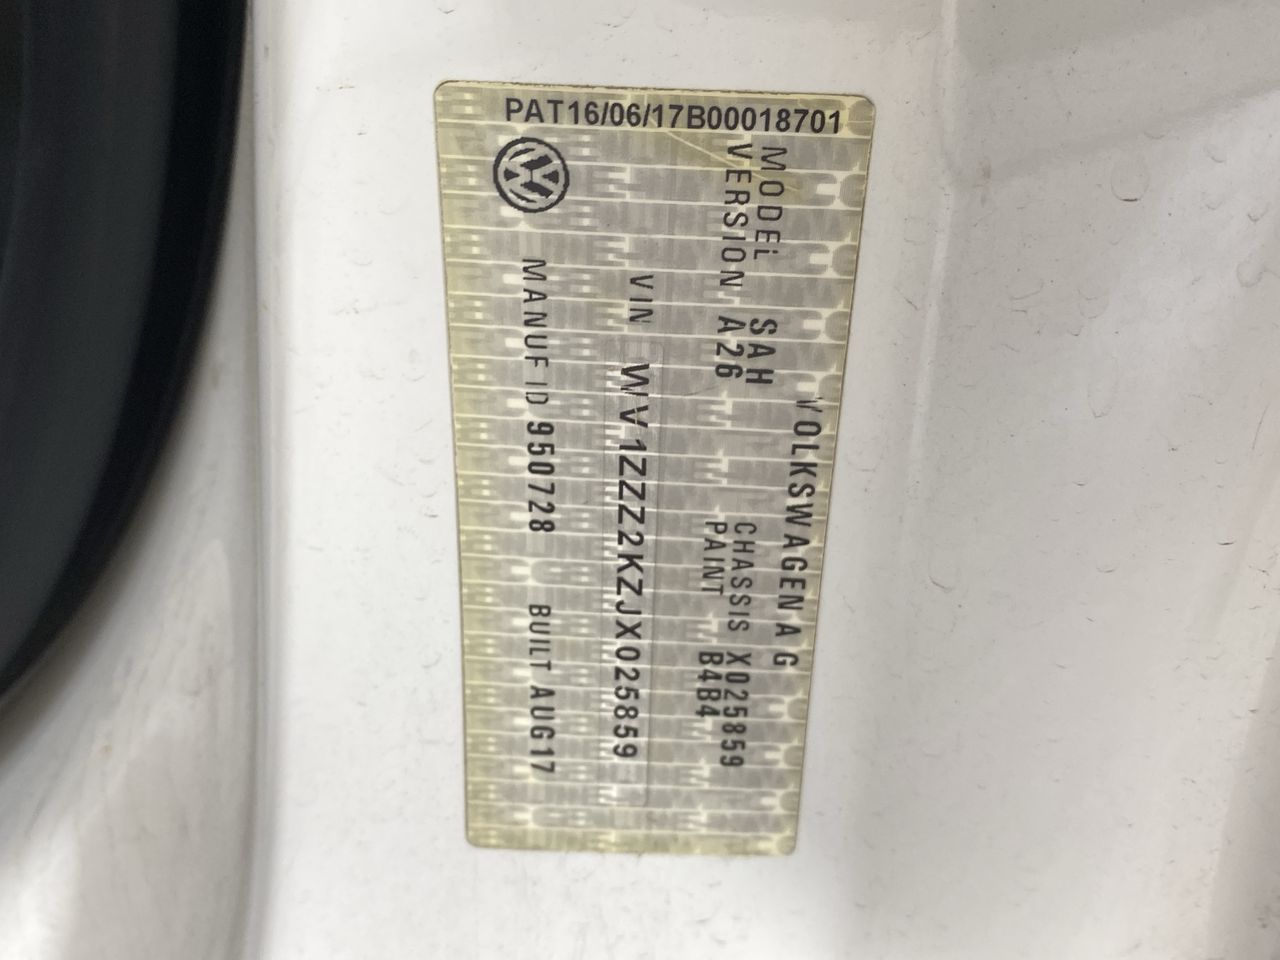 PAT16/06/17B00018701
VOLKSWAGEN AG
MODEL SAH CHASSIS X025859
VERSION A26 PAINT B4B4
VIN WV1ZZZ2KZJX025859
MANUF ID 950728 BUILT AUG17